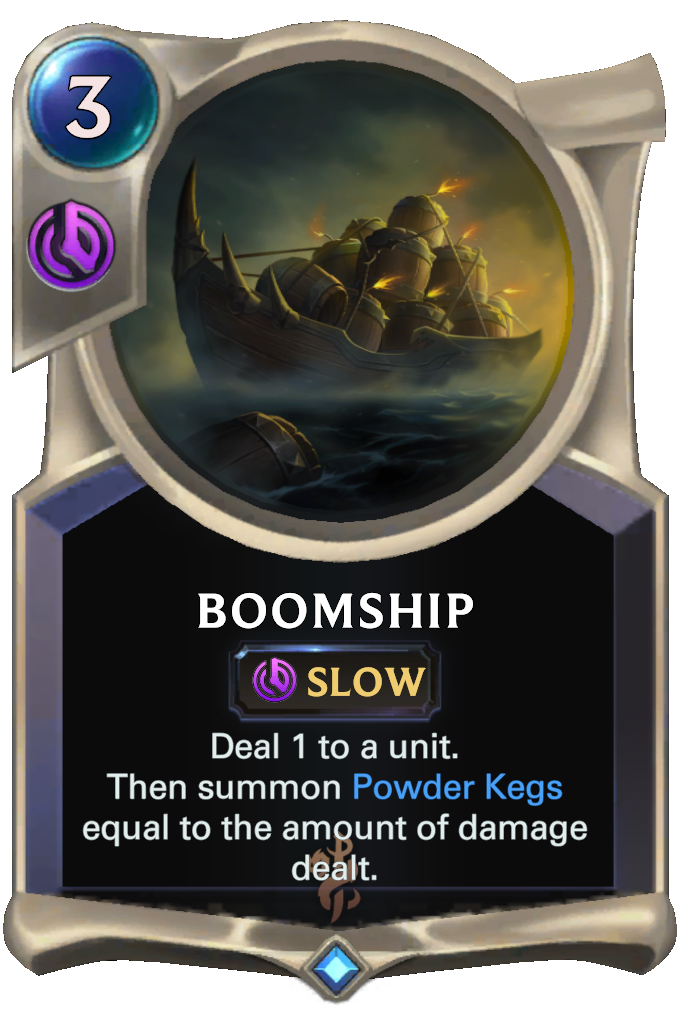 3
BOOMSHIP
SLOW
Deal 1 to a unit.
Then summon Powder Kegs
equal to the amount of damage
dealt.